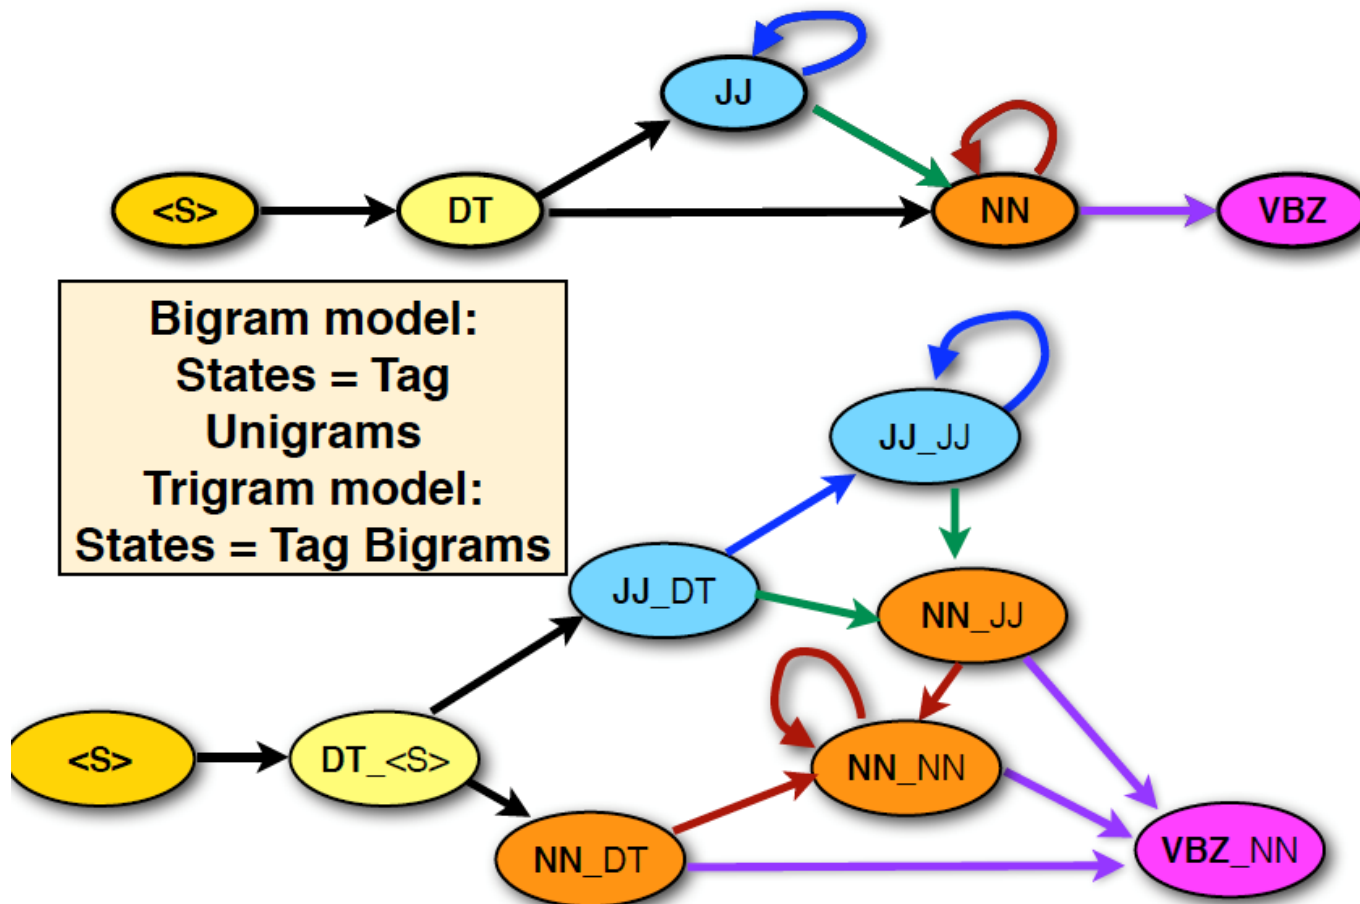 JJ
<S>
DT
NN
VBZ
Bigram model:
States = Tag
Unigrams
Trigram model:
States = Tag Bigrams
JJ_JJ
JJ_DT
NN_JJ
<S>
DT_<S>
NN_NN
NN_DT
VBZ_NN